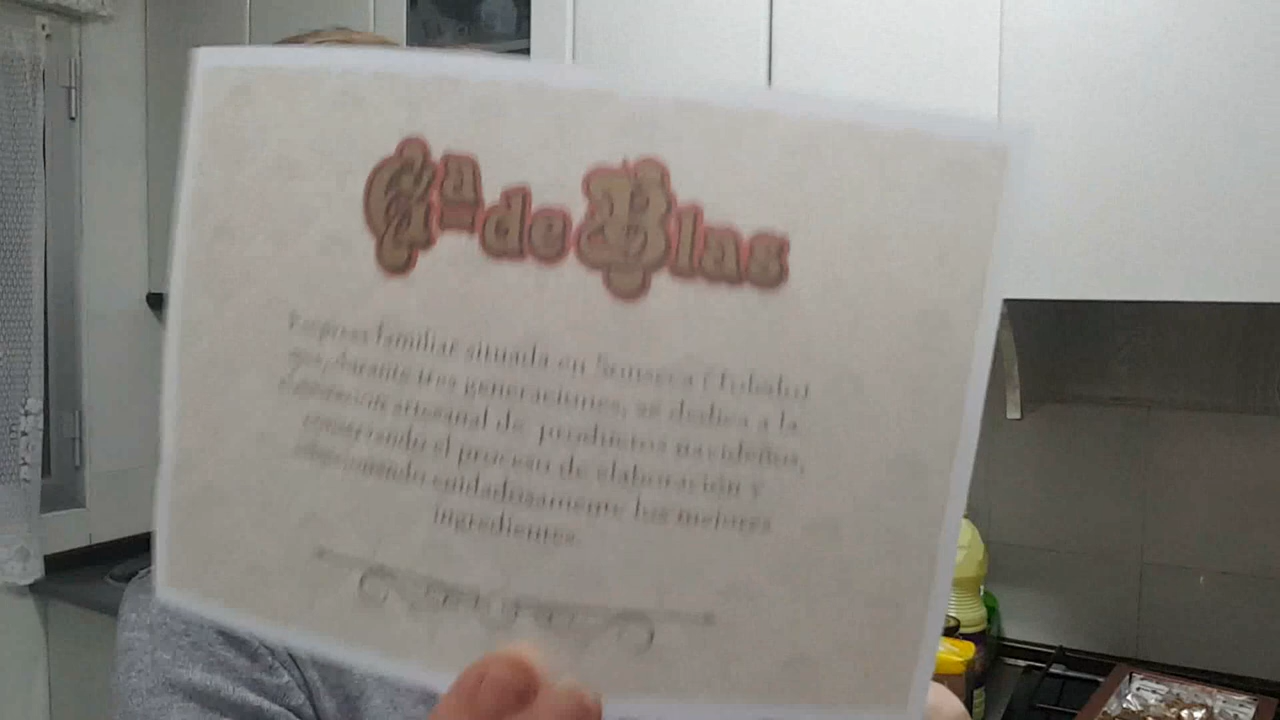 Gª de Blas
Empresa familiar situada en Sonseca (Toledo)
que, durante tres generaciones, se dedica a la
elaboración artesanal de productos navideños,
conservando el proceso de elaboración y
seleccionando cuidadosamente los mejores
ingredientes.